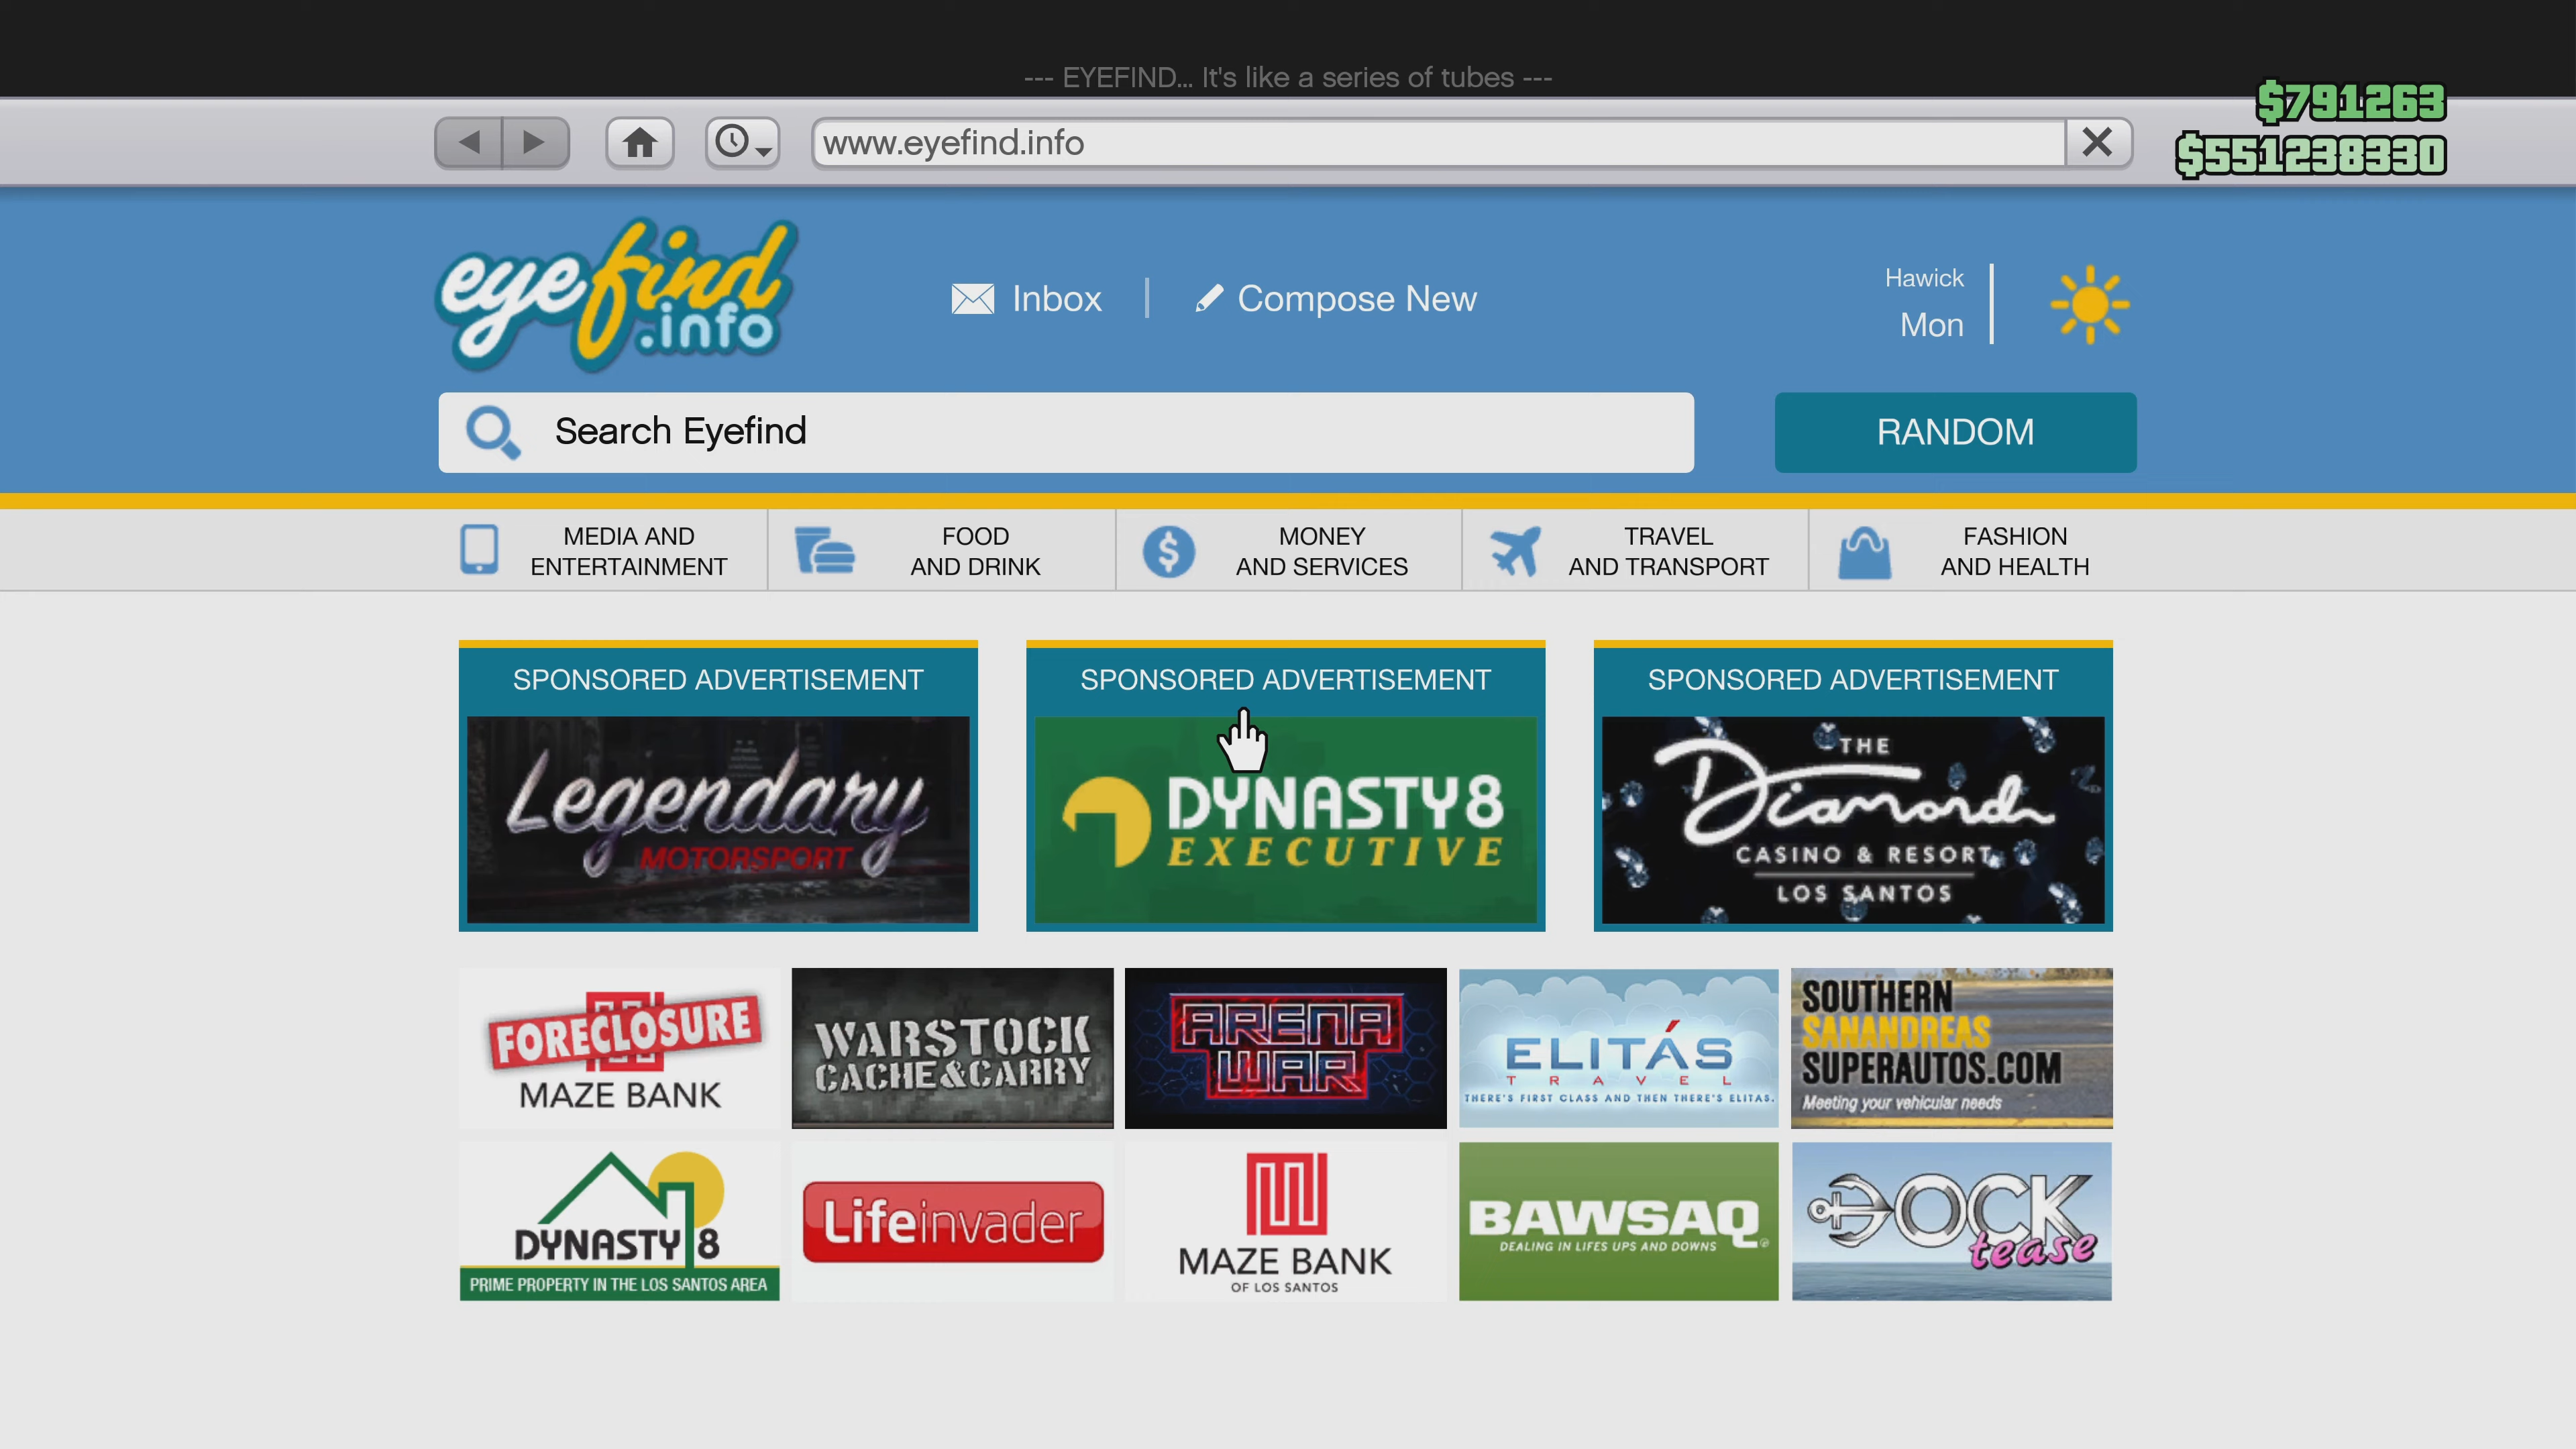 --- EYEFIND... It's like a series of tubes ---
$791263
www.eyefind.info
$551238330
eyefind
.info
Inbox
Compose New
Hawick
Mon
Search Eyefind
RANDOM
MEDIA AND
ENTERTAINMENT
FOOD
AND DRINK
MONEY
AND SERVICES
TRAVEL
AND TRANSPORT
FASHION
AND HEALTH
SPONSORED ADVERTISEMENT
Legendary
MOTORSPORT
SPONSORED ADVERTISEMENT
DYNASTY8
EXECUTIVE
SPONSORED ADVERTISEMENT
THE
Diamond
CASINO & RESORT
LOS SANTOS
FORECLOSURE
MAZE BANK
WARSTOCK
CACHE&CARRY
ARENA
WAR
ELITÁS
TRAVEL
THERE'S FIRST CLASS AND THEN THERE'S ELITAS.
SOUTHERN
SANANDREAS
SUPERAUTOS.COM
Meeting your vehicular needs
DYNASTY 8
PRIME PROPERTY IN THE LOS SANTOS AREA
Lifeinvader
MAZE BANK
OF LOS SANTOS
BAWSAQ
DEALING IN LIFES UPS AND DOWNS
DOCK
tease